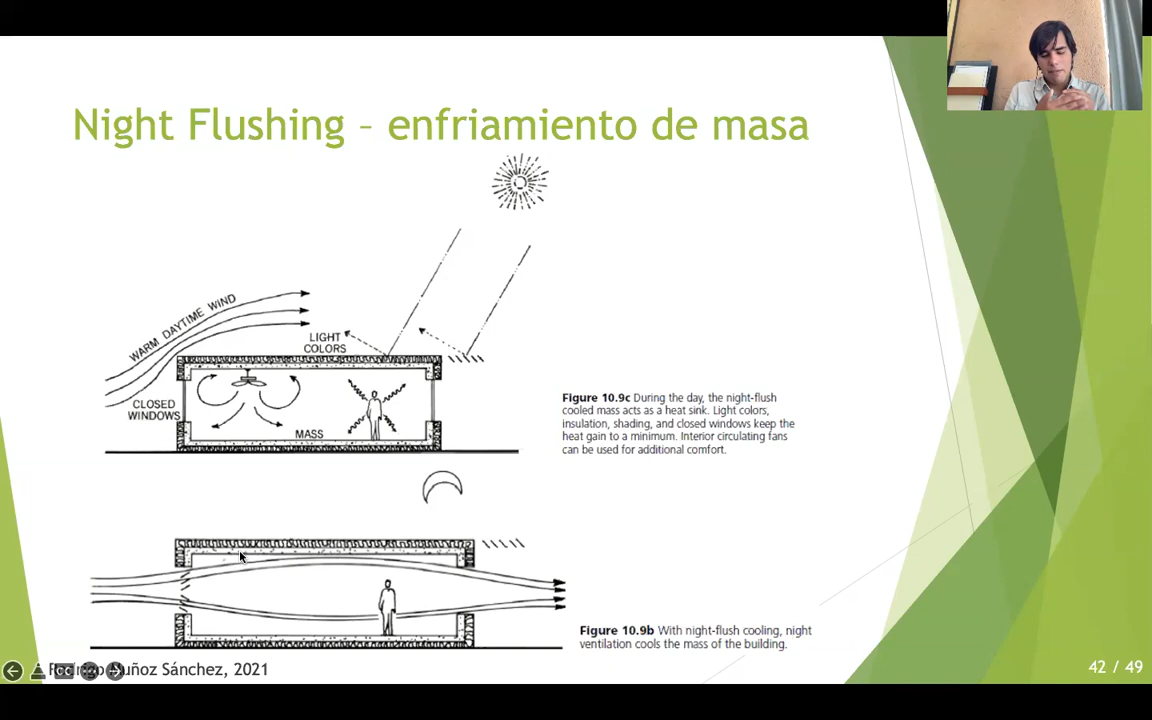 Night Flushing – enfriamiento de masa
WARM DAYTIME WIND
LIGHT
COLORS
CLOSED
WINDOWS
MASS
Figure 10.9c During the day, the night-flush
cooled mass acts as a heat sink. Light colors,
insulation, shading, and closed windows keep the
heat gain to a minimum. Interior circulating fans
can be used for additional comfort.
Figure 10.9b With night-flush cooling, night
ventilation cools the mass of the building.
Muñoz Sánchez, 2021
42 / 49